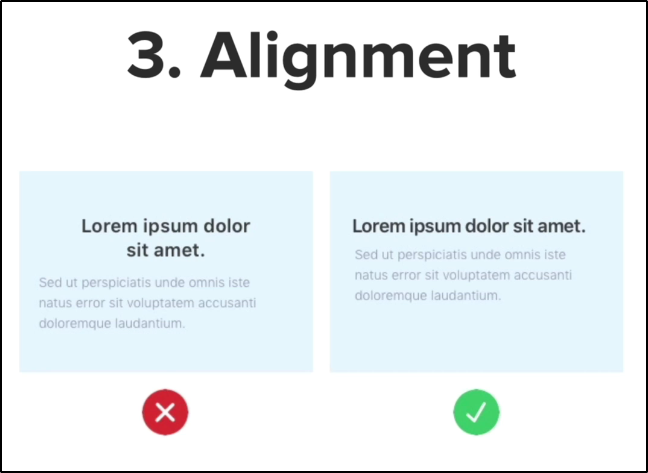 3. Alignment
Lorem ipsum dolor
sit amet.
Sed ut perspiciatis unde omnis iste
natus error sit voluptatem accusanti
doloremque laudantium.
Lorem ipsum dolor sit amet.
Sed ut perspiciatis unde omnis iste
natus error sit voluptatem accusanti
doloremque laudantium.